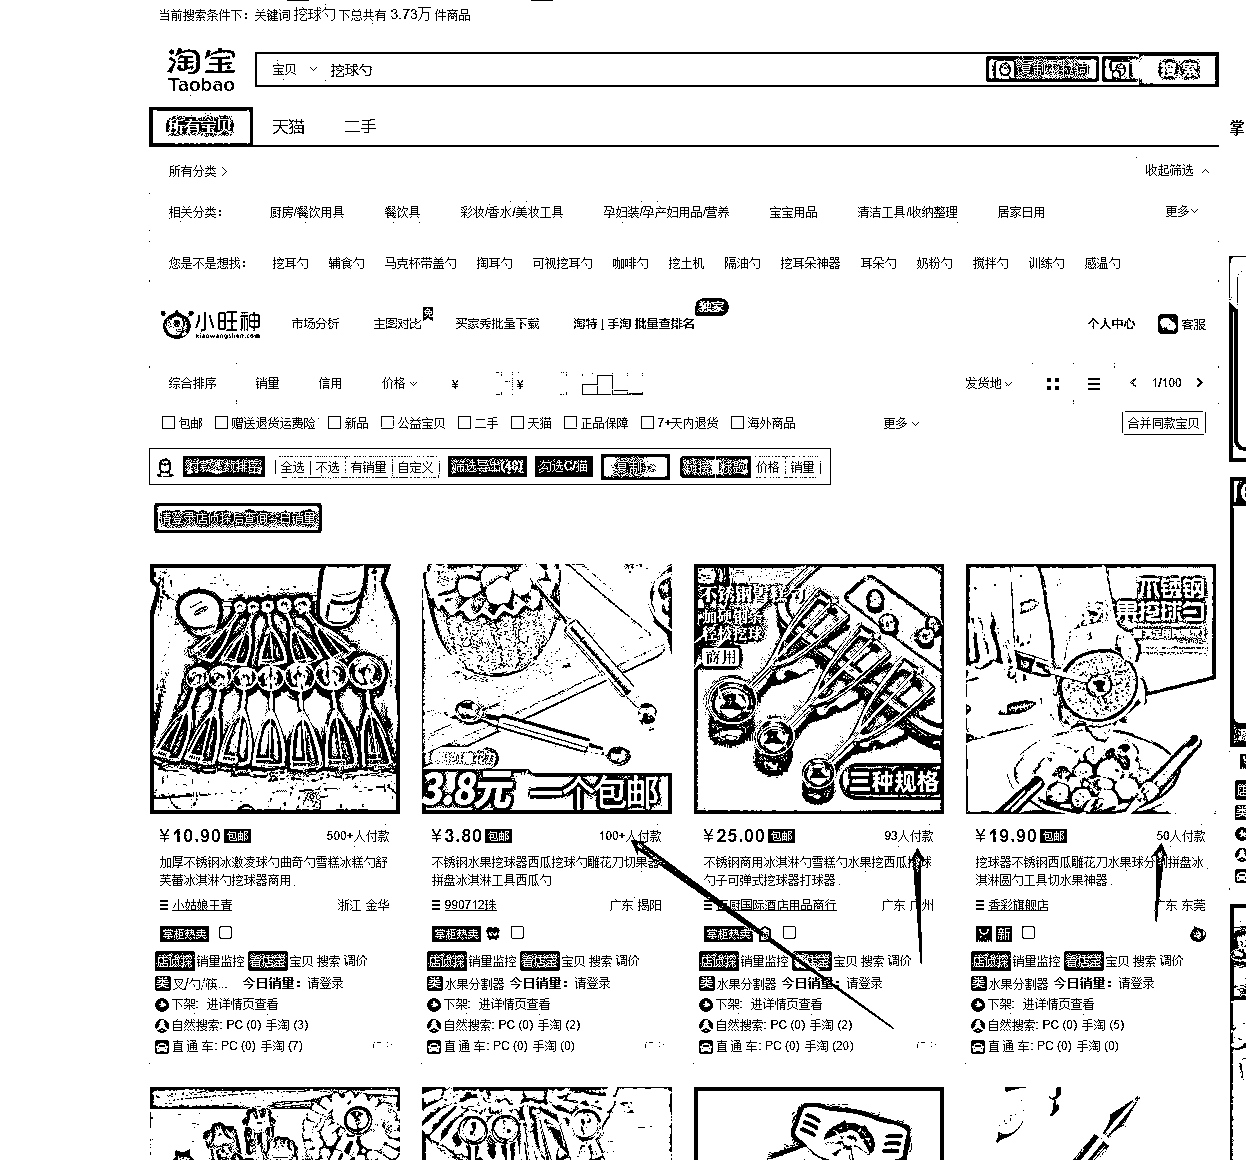 当前搜索条件下：关键词 挖球勺 下总共有 3.73万 件商品
淘宝
Taobao
宝贝 挖球勺
搜索
所有宝贝 天猫 二手
掌
所有分类 >
收起筛选
相关分类： 厨房/餐饮用具 餐饮具 彩妆/香水/美妆工具 孕妇装/孕产妇用品/营养 宝宝用品 清洁工具/收纳整理 居家日用 更多
您是不是想找： 挖耳勺 辅食勺 马克杯带盖勺 掏耳勺 可视挖耳勺 咖啡勺 挖土机 隔油勺 挖耳朵神器 耳朵勺 奶粉勺 搅拌勺 训练勺 感温勺
小旺神
xiaowangshen.com
市场分析 主图对比 免 买家秀批量下载 淘特 | 手淘 批量查排名 独家 个人中心 客服
综合排序 销量 信用 价格 ¥ - ¥ 发货地 < 1/100 >
包邮 赠送退货运费险 新品 公益宝贝 二手 天猫 正品保障 7+天内退货 海外商品 更多 合并同款宝贝
全选 不选 有销量 自定义 筛选导出(48) 勾选C/猫 价格 销量
不锈钢
果挖球勺
商用
3.8元 一个包邮
三种规格
¥10.90 包邮 500+人付款
加厚不锈钢冰激凌球勺曲奇勺雪糕冰糕勺舒
芙蕾冰淇淋勺挖球器商用
小姑娘王青 浙江 金华
掌柜热卖
店侦探 销量监控 看店宝 宝贝 搜索 调价
类 叉/勺/筷... 今日销量：请登录
下架： 进详情页查看
自然搜索: PC (0) 手淘 (3)
直通车: PC (0) 手淘 (7)
¥3.80 包邮 100+人付款
不锈钢水果挖球器西瓜挖球勺雕花刀切果器
拼盘冰淇淋工具西瓜勺
990712珠 广东 揭阳
掌柜热卖
店侦探 销量监控 看店宝 宝贝 搜索 调价
类 水果分割器 今日销量：请登录
下架： 进详情页查看
自然搜索: PC (0) 手淘 (2)
直通车: PC (0) 手淘 (0)
¥25.00 包邮 93人付款
不锈钢商用冰淇淋勺雪糕勺水果挖西瓜挖球
勺子可弹式挖球器打球器
厨国际酒店用品商行 广东 广州
掌柜热卖
店侦探 销量监控 看店宝 宝贝 搜索 调价
类 水果分割器 今日销量：请登录
下架： 进详情页查看
自然搜索: PC (0) 手淘 (2)
直通车: PC (0) 手淘 (20)
¥19.90 包邮 50人付款
挖球器不锈钢西瓜雕花刀水果球分割拼盘冰
淇淋圆勺工具切水果神器
香彩旗舰店 广东 东莞
新
店侦探 销量监控 看店宝 宝贝 搜索 调价
类 水果分割器 今日销量：请登录
下架： 进详情页查看
自然搜索: PC (0) 手淘 (5)
直通车: PC (0) 手淘 (0)